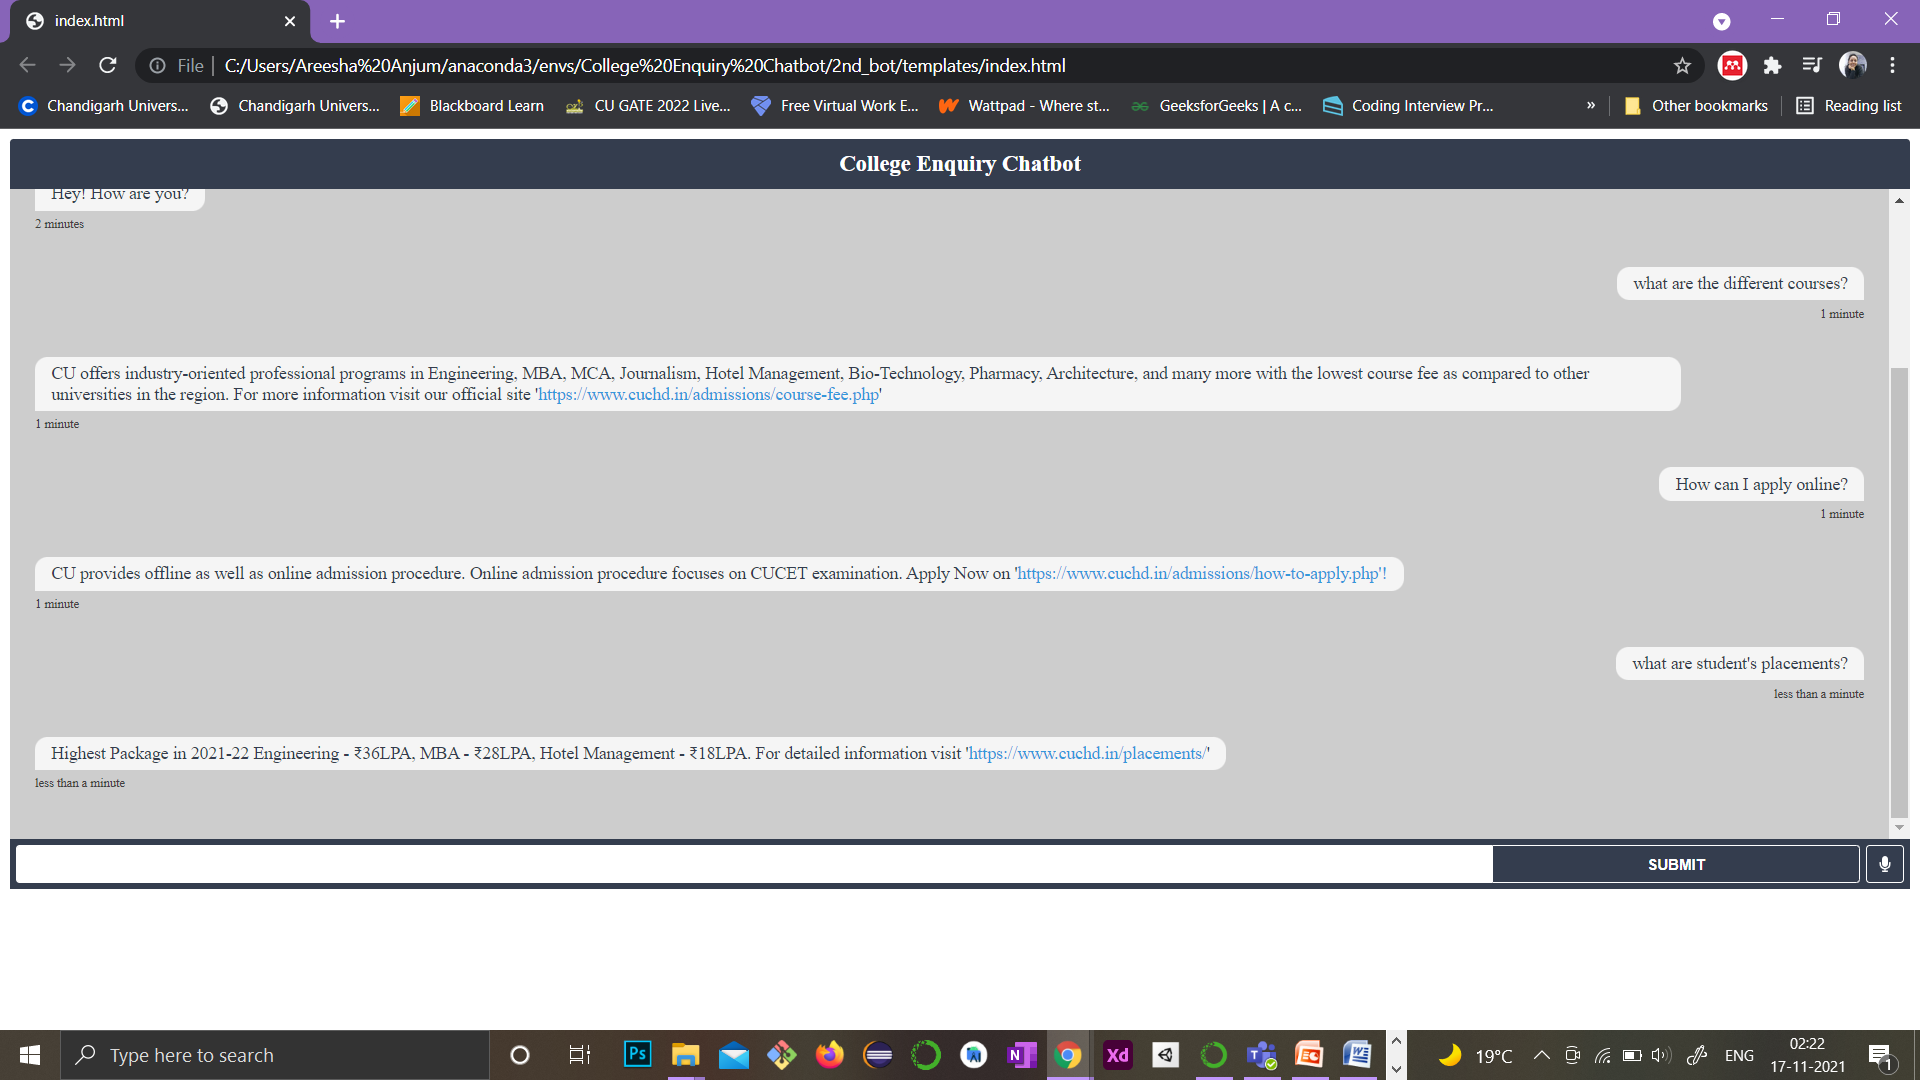 index.html
File
C:/Users/Areesha%20Anjum/anaconda3/envs/College%20Enquiry%20Chatbot/2nd_bot/templates/index.html
Chandigarh Univers...
Chandigarh Univers...
Blackboard Learn
CU GATE 2022 Live...
Free Virtual Work E...
Wattpad - Where st...
GeeksforGeeks | A c...
Coding Interview Pr...
»
Other bookmarks
Reading list
College Enquiry Chatbot
Hey! How are you?
2 minutes
what are the different courses?
1 minute
CU offers industry-oriented professional programs in Engineering, MBA, MCA, Journalism, Hotel Management, Bio-Technology, Pharmacy, Architecture, and many more with the lowest course fee as compared to other
universities in the region. For more information visit our official site 'https://www.cuchd.in/admissions/course-fee.php'
1 minute
How can I apply online?
1 minute
CU provides offline as well as online admission procedure. Online admission procedure focuses on CUCET examination. Apply Now on 'https://www.cuchd.in/admissions/how-to-apply.php'!
1 minute
what are student's placements?
less than a minute
Highest Package in 2021-22 Engineering - ₹36LPA, MBA - ₹28LPA, Hotel Management - ₹18LPA. For detailed information visit 'https://www.cuchd.in/placements/'
less than a minute
SUBMIT
Type here to search
Ps
N
Xd
19°C
ENG
02:22
17-11-2021
1